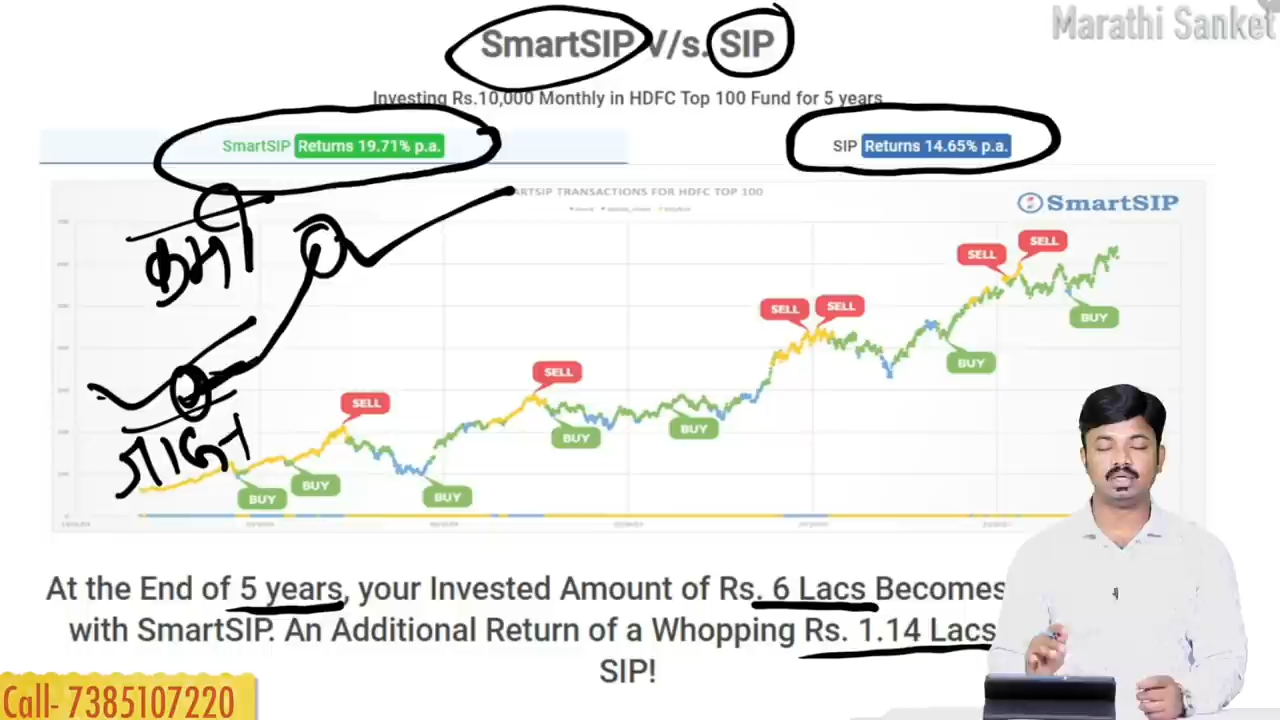 Marathi Sanket
SmartSIP V/s. SIP
Investing Rs.10,000 Monthly in HDFC Top 100 Fund for 5 years
SmartSIP Returns 19.71% p.a.
SIP Returns 14.65% p.a.
SMARTSIP TRANSACTIONS FOR HDFC TOP 100
SmartSIP
कमी
SELL
SELL
SELL
SELL
BUY
BUY
SELL
SELL
BUY
BUY
जास्त
BUY
BUY
BUY
At the End of 5 years, your Invested Amount of Rs. 6 Lacs Becomes
with SmartSIP. An Additional Return of a Whopping Rs. 1.14 Lacs
SIP!
Call- 7385107220